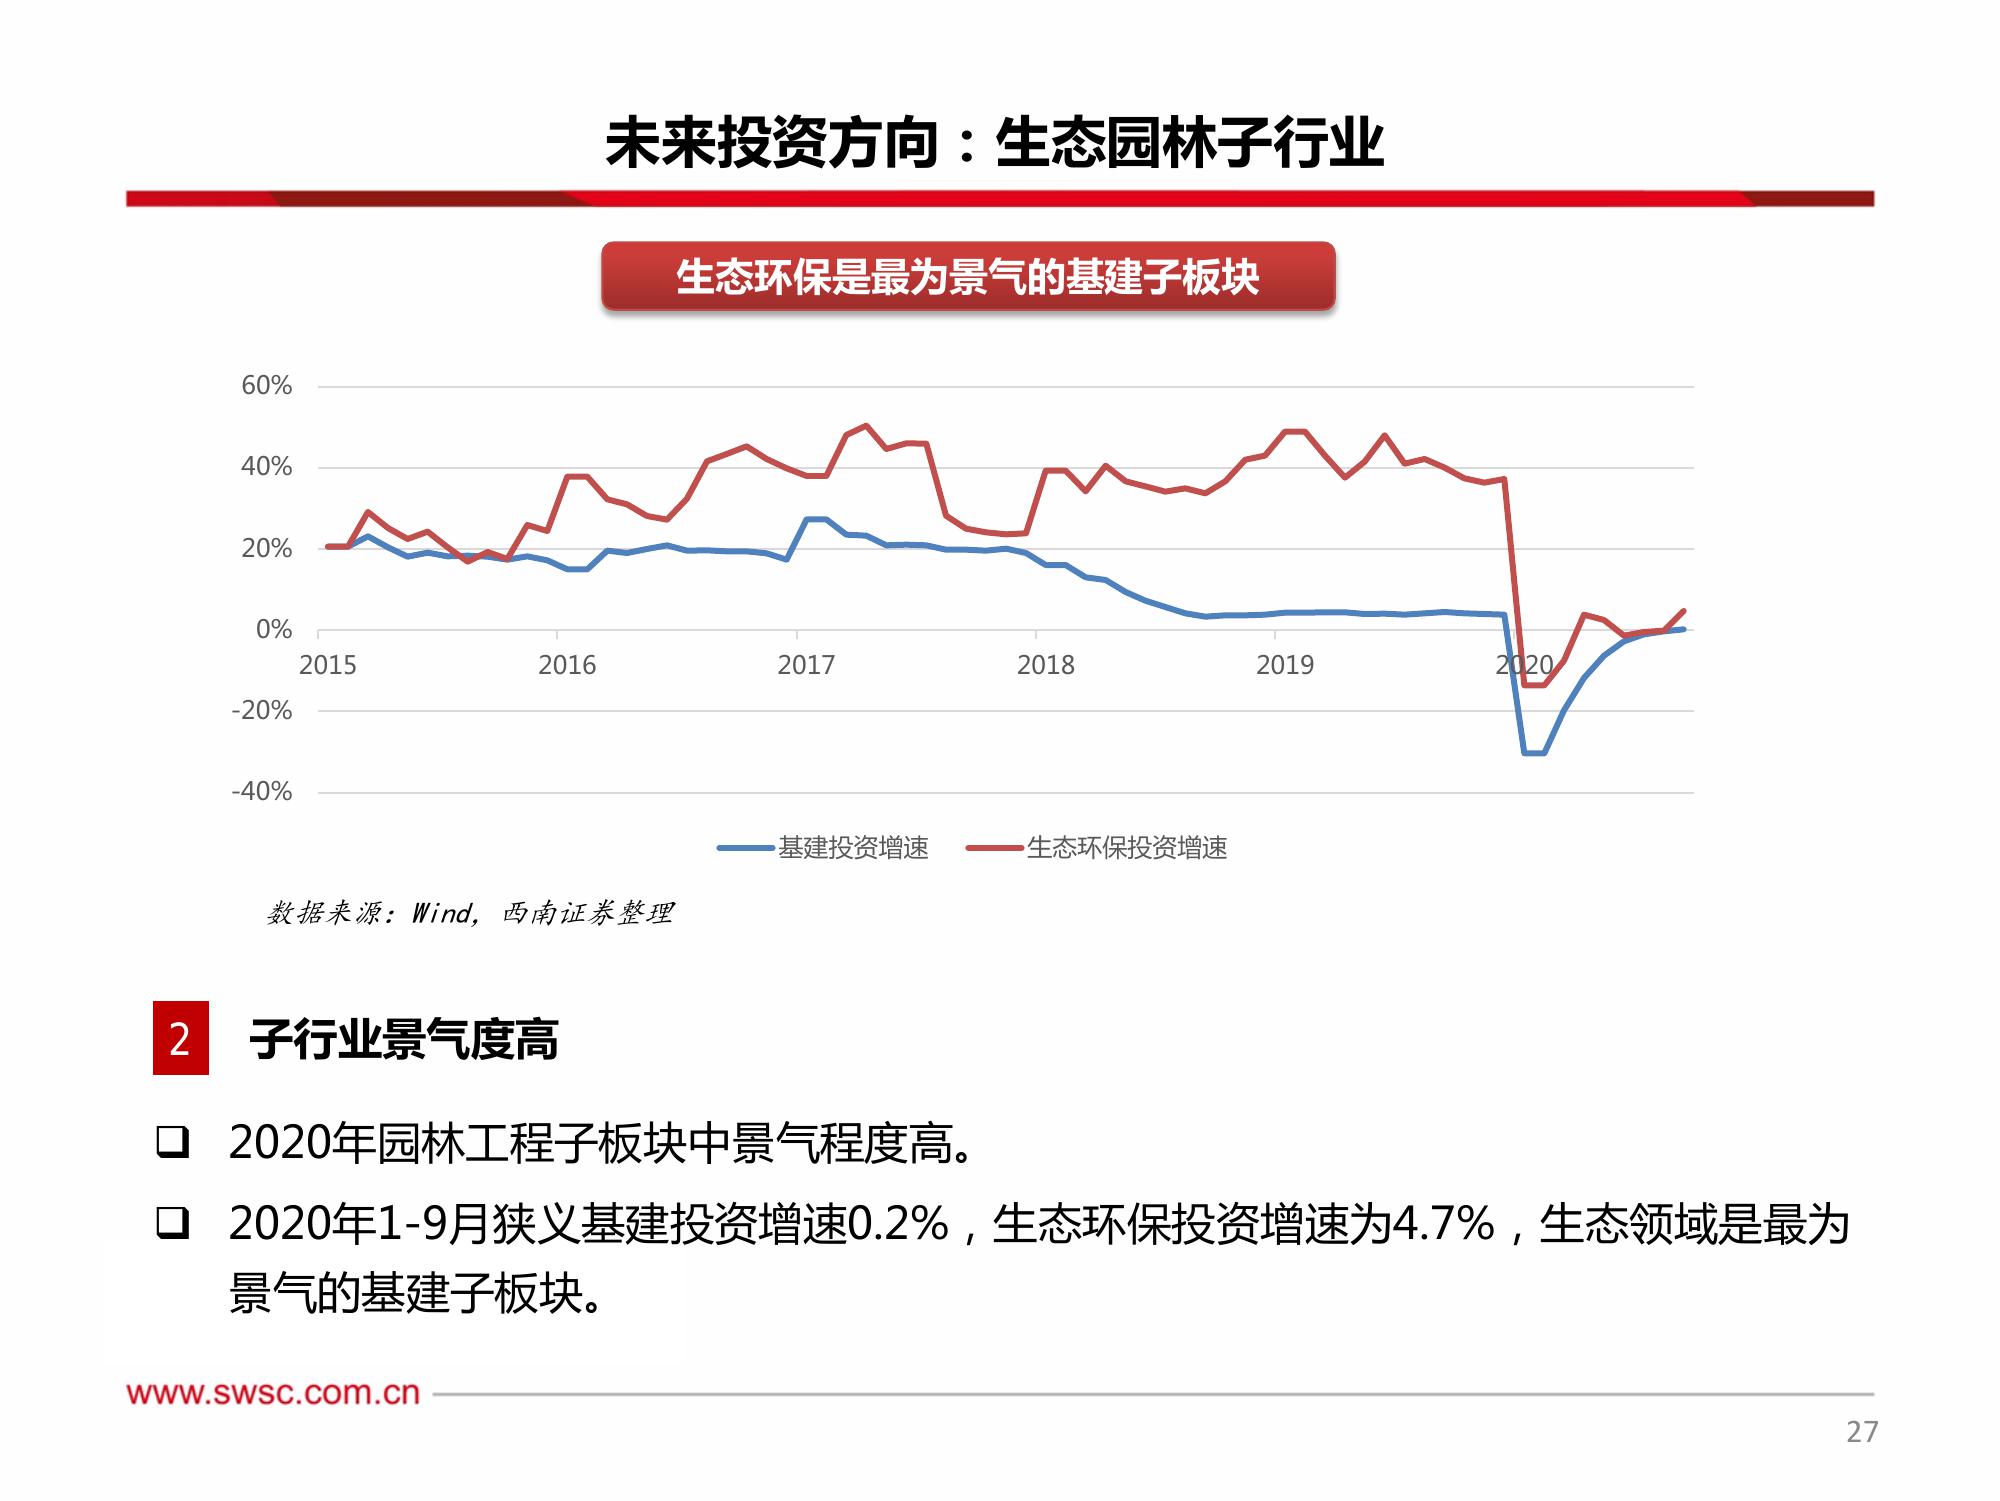 未来投资方向：生态园林子行业
生态环保是最为景气的基建子板块
60%
40%
20%
0%
-20%
-40%
2015 2016 2017 2018 2019 2020
基建投资增速 生态环保投资增速
数据来源：Wind，西南证券整理
2 子行业景气度高
2020年园林工程子板块中景气程度高。
2020年1-9月狭义基建投资增速0.2%，生态环保投资增速为4.7%，生态领域是最为
景气的基建子板块。
www.swsc.com.cn
27